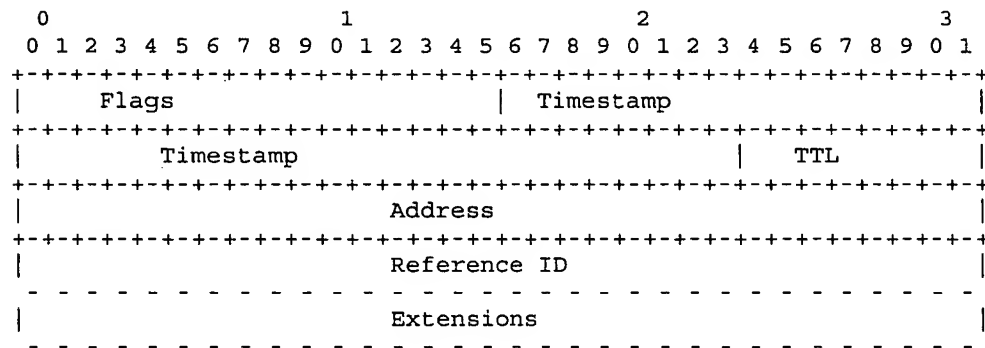 0 1 2 3
0 1 2 3 4 5 6 7 8 9 0 1 2 3 4 5 6 7 8 9 0 1 2 3 4 5 6 7 8 9 0 1
+-+-+-+-+-+-+-+-+-+-+-+-+-+-+-+-+-+-+-+-+-+-+-+-+-+-+-+-+-+-+-+-+
| Flags | Timestamp |
+-+-+-+-+-+-+-+-+-+-+-+-+-+-+-+-+-+-+-+-+-+-+-+-+-+-+-+-+-+-+-+-+
| Timestamp | TTL |
+-+-+-+-+-+-+-+-+-+-+-+-+-+-+-+-+-+-+-+-+-+-+-+-+-+-+-+-+-+-+-+-+
| Address |
+-+-+-+-+-+-+-+-+-+-+-+-+-+-+-+-+-+-+-+-+-+-+-+-+-+-+-+-+-+-+-+-+
| Reference ID |
- - - - - - - - - - - - - - - - - - - - - - - - - - - - - - - -
| Extensions |
- - - - - - - - - - - - - - - - - - - - - - - - - - - - - - - -